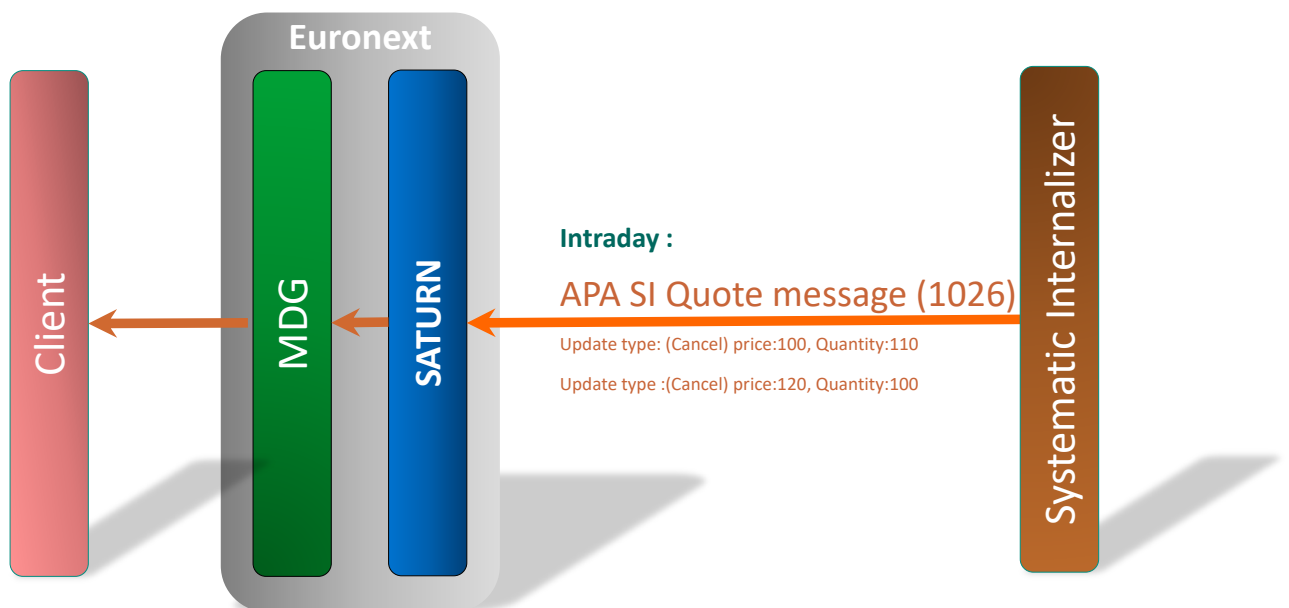 Euronext
Client
MDG
SATURN
Intraday :
APA SI Quote message (1026)
Update type: (Cancel) price:100, Quantity:110
Update type :(Cancel) price:120, Quantity:100
Systematic Internalizer